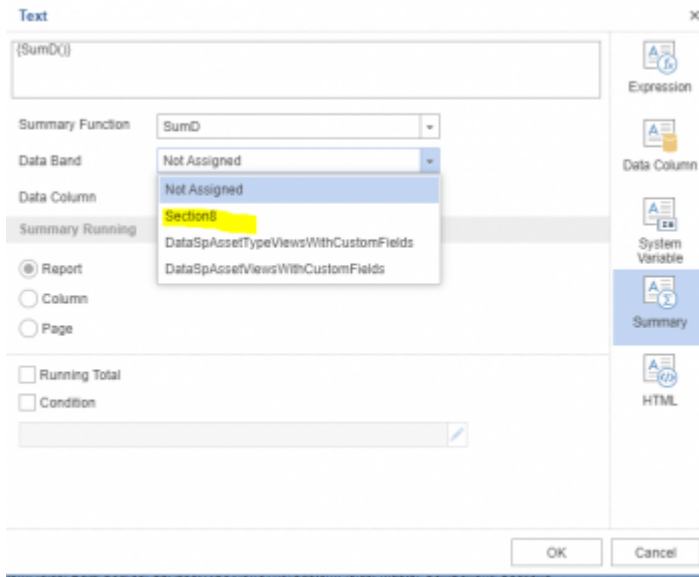 Text
{SumD()}
Expression
Summary Function SumD
Data Band Not Assigned
Data Column
Data Column
Not Assigned
Section8
DataSpAssetTypeViewsWithCustomFields
DataSpAssetViewsWithCustomFields
Summary Running
Report
Column
Page
System
Variable
Summary
Running Total
Condition
HTML
OK
Cancel